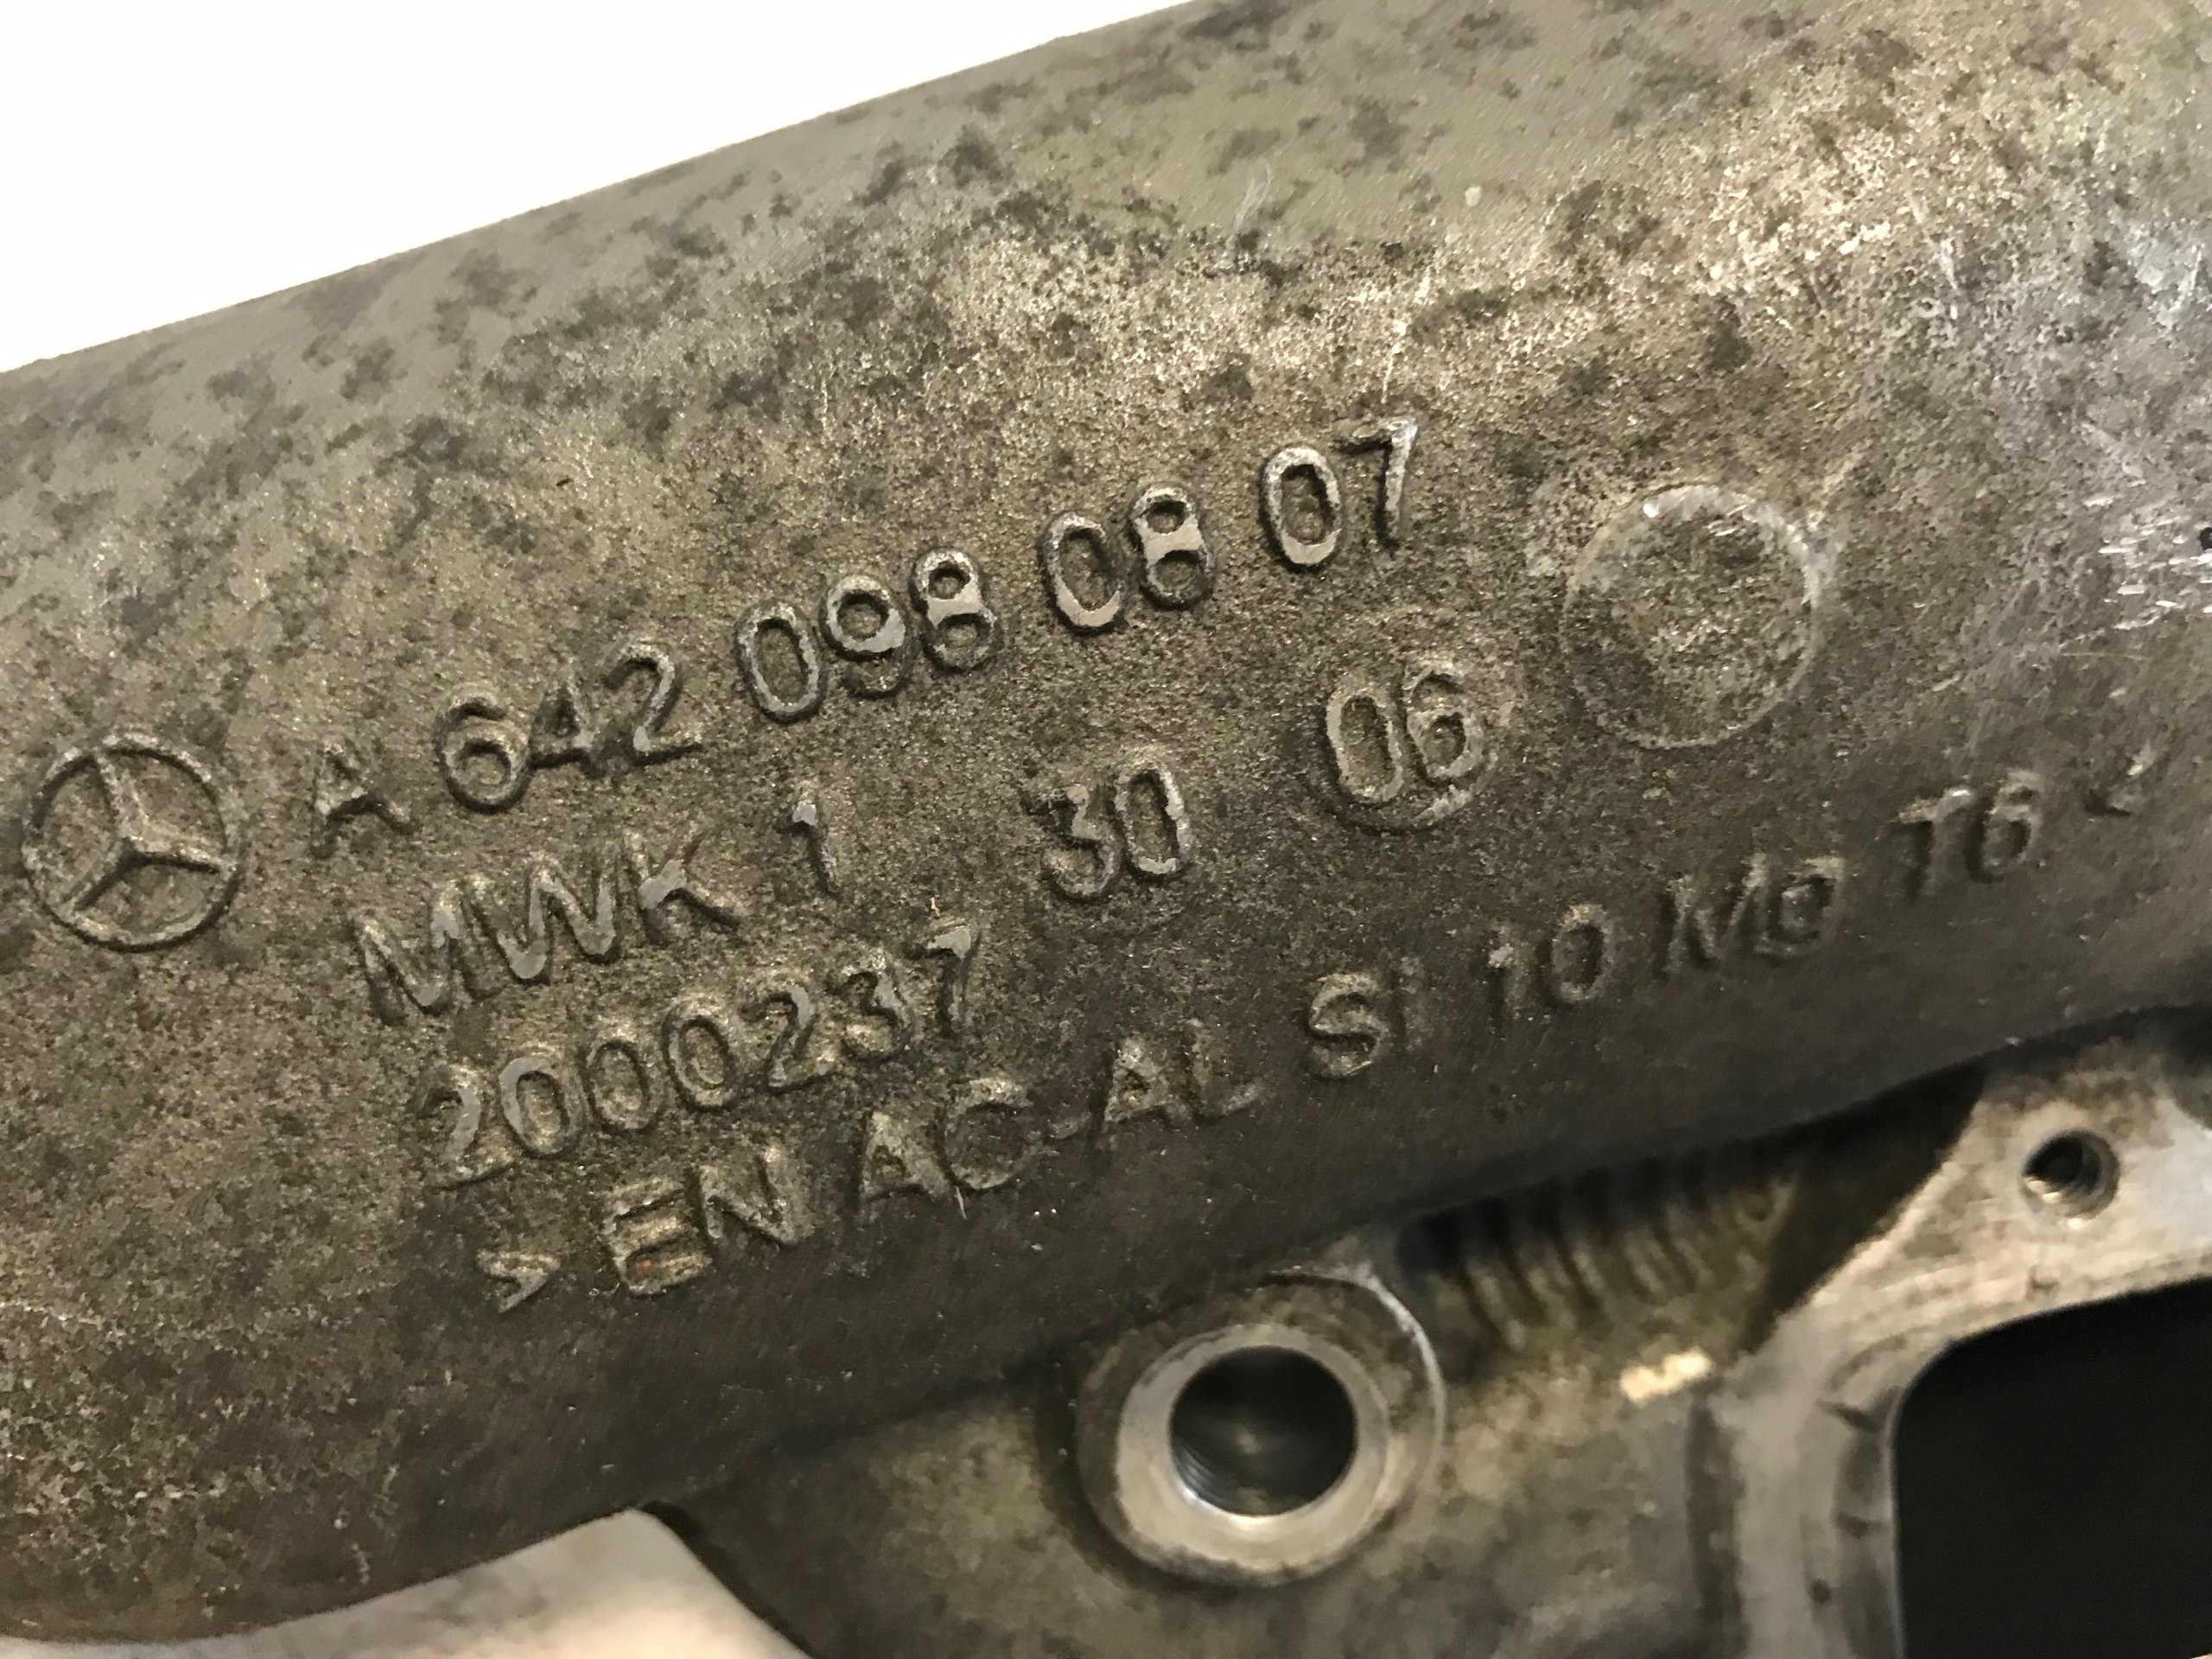 A 642 098 08 07
MWK 1 30 06
2000237
>EN AC-AL Si 10 Mg T6<